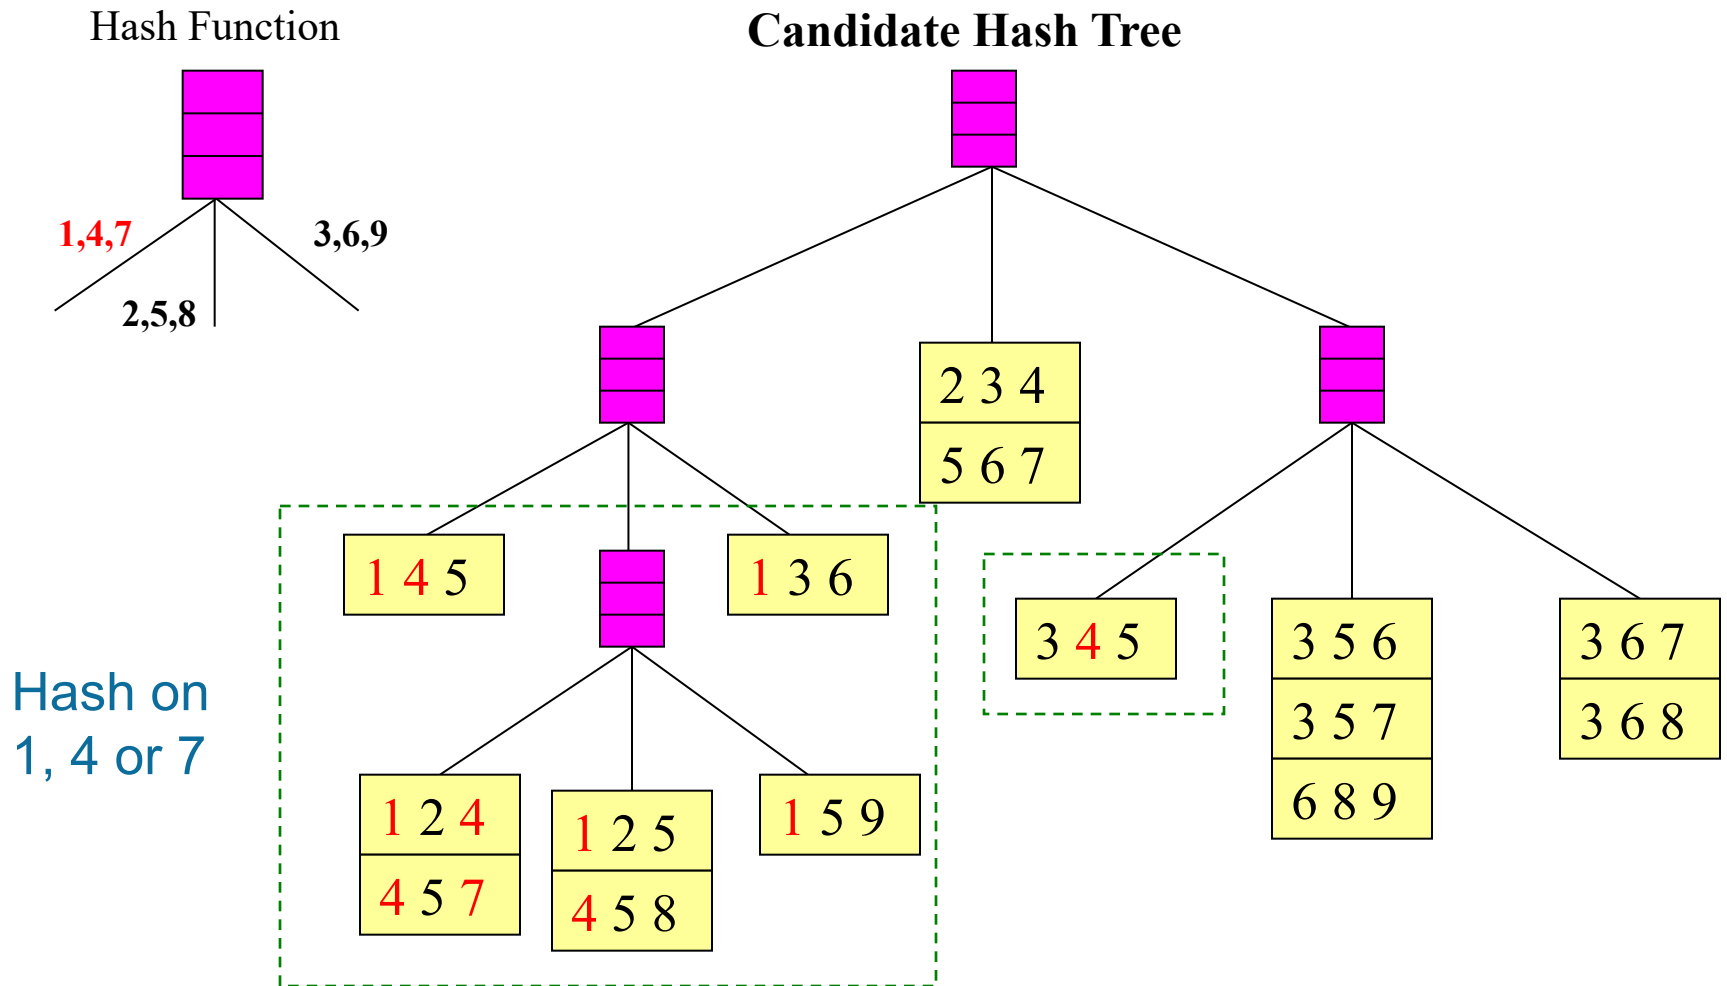 Hash Function
Candidate Hash Tree
1,4,7
3,6,9
2,5,8
2 3 4
5 6 7
1 4 5
1 3 6
3 4 5
3 5 6
3 6 7
Hash on
1, 4 or 7
3 5 7
3 6 8
6 8 9
1 2 4
1 2 5
1 5 9
4 5 7
4 5 8